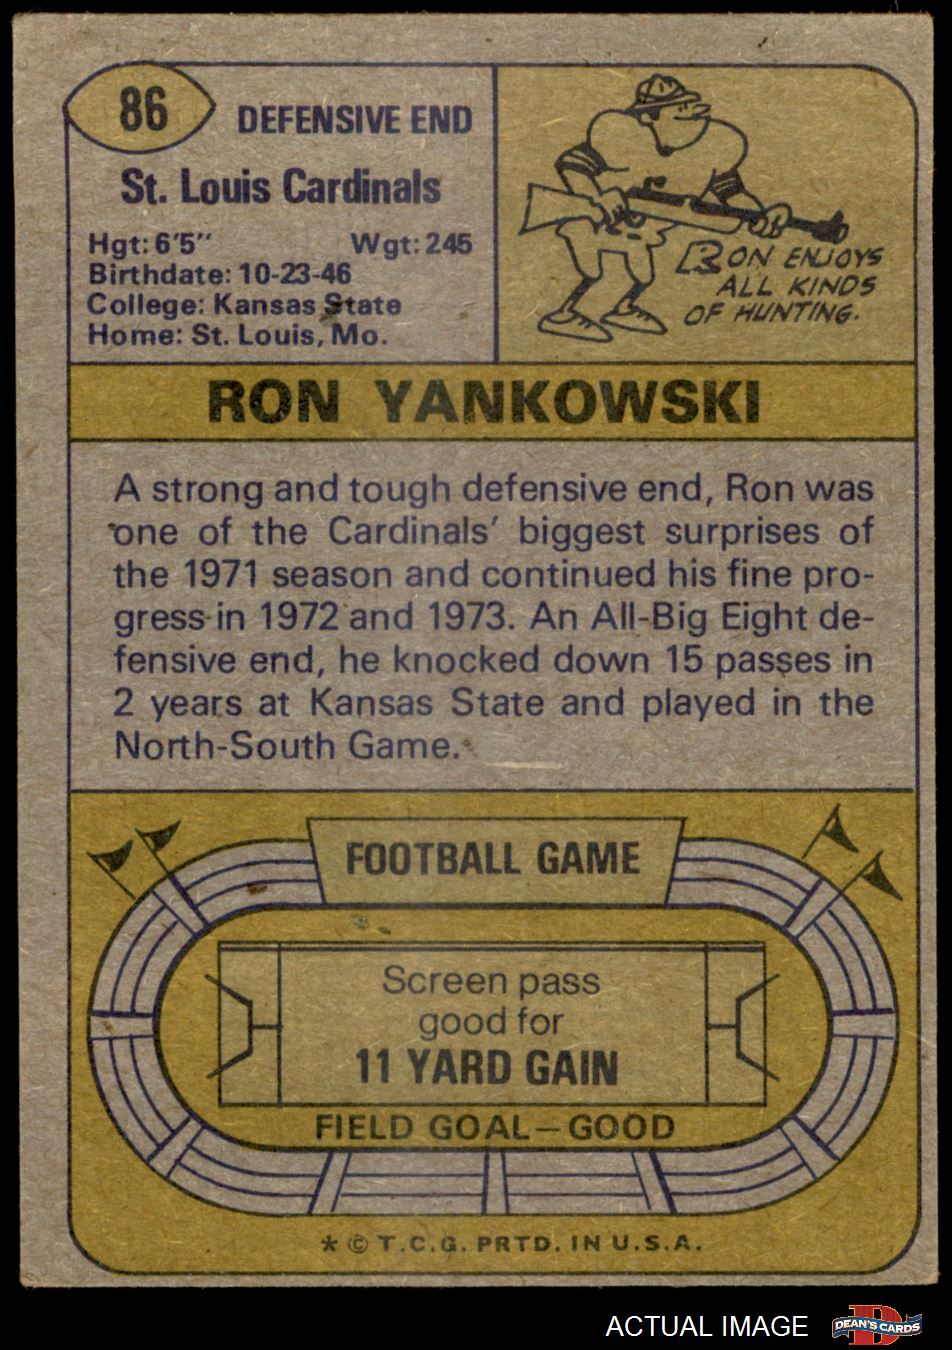 86
DEFENSIVE END
St. Louis Cardinals
Hgt: 6'5" Wgt: 245
Birthdate: 10-23-46
College: Kansas State
Home: St. Louis, Mo.
RON ENJOYS
ALL KINDS
OF HUNTING.
RON YANKOWSKI
A strong and tough defensive end, Ron was
one of the Cardinals' biggest surprises of
the 1971 season and continued his fine pro-
gress in 1972 and 1973. An All-Big Eight de-
fensive end, he knocked down 15 passes in
2 years at Kansas State and played in the
North-South Game.
FOOTBALL GAME
Screen pass
good for
11 YARD GAIN
FIELD GOAL—GOOD
* © T.C.G. PRTD. IN U.S.A.
ACTUAL IMAGE
D
DEAN'S CARDS